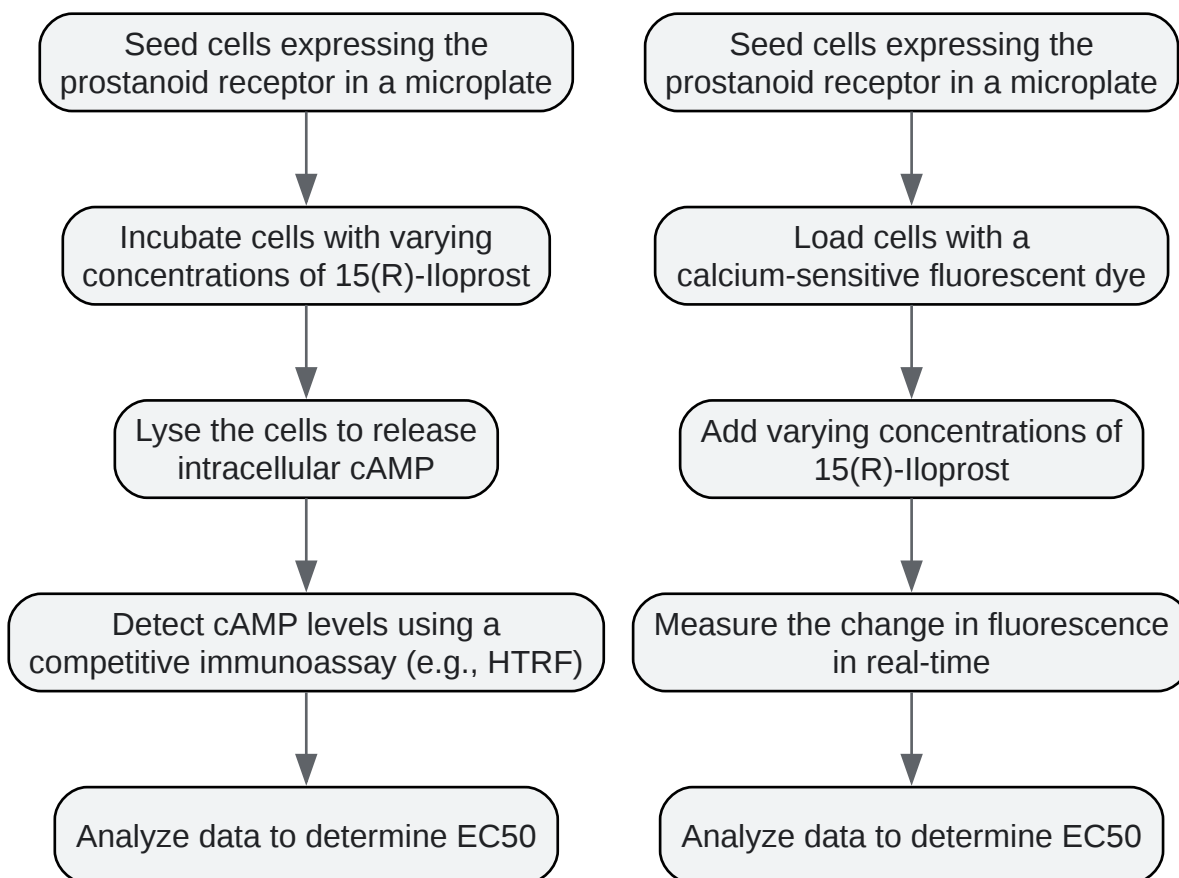 Seed cells expressing the
prostanoid receptor in a microplate
Incubate cells with varying
concentrations of 15(R)-Iloprost
Lyse the cells to release
intracellular cAMP
Detect cAMP levels using a
competitive immunoassay (e.g., HTRF)
Analyze data to determine EC50
Seed cells expressing the
prostanoid receptor in a microplate
Load cells with a
calcium-sensitive fluorescent dye
Add varying concentrations of
15(R)-Iloprost
Measure the change in fluorescence
in real-time
Analyze data to determine EC50